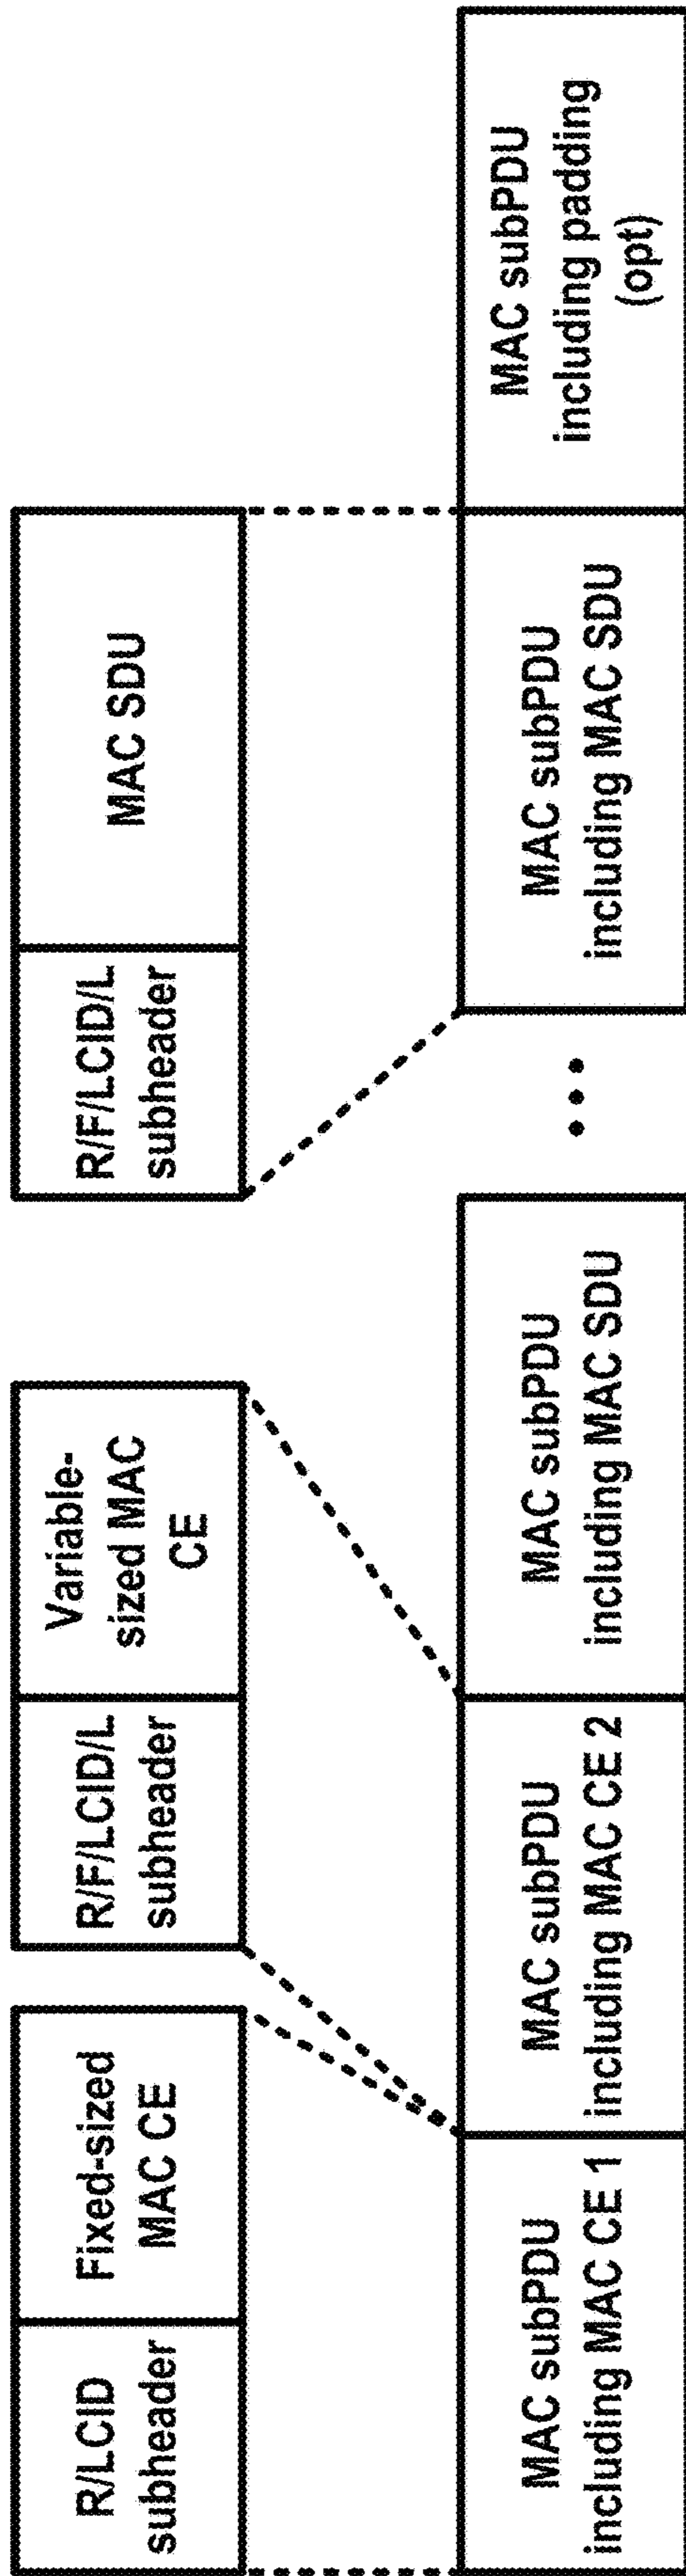 R/LCID
subheader
Fixed-sized
MAC CE
R/F/LCID/L
subheader
Variable-
sized MAC
CE
R/F/LCID/L
subheader
MAC SDU
MAC subPDU
including MAC CE 1
MAC subPDU
including MAC CE 2
MAC subPDU
including MAC SDU
•••
MAC subPDU
including MAC SDU
MAC subPDU
including padding
(opt)